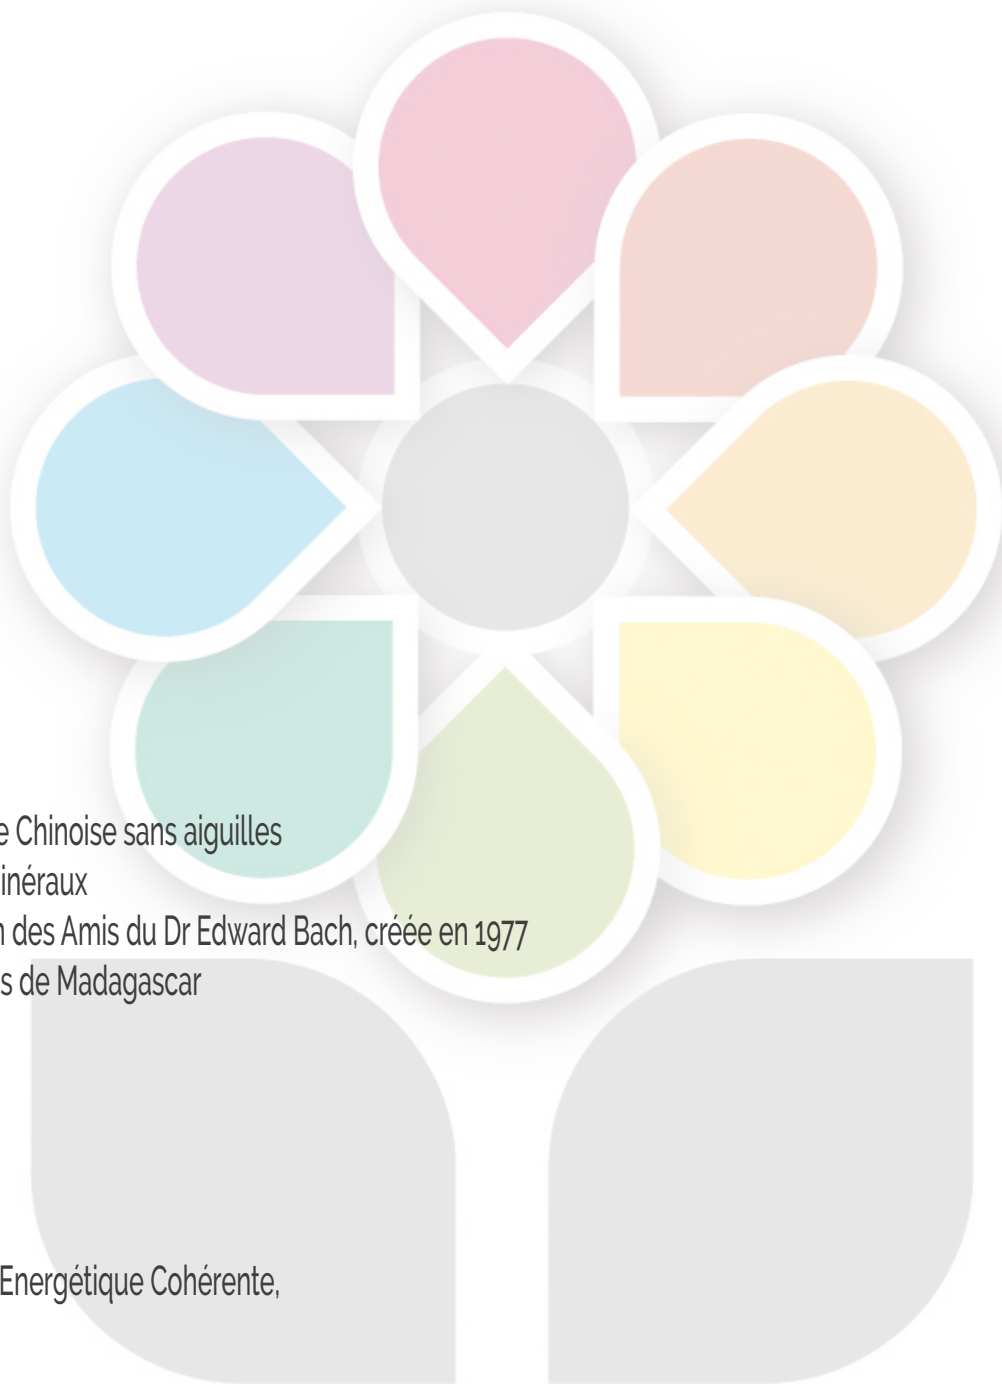 e Chinoise sans aiguilles
inéraux
n des Amis du Dr Edward Bach, créée en 1977
s de Madagascar
Energétique Cohérente,